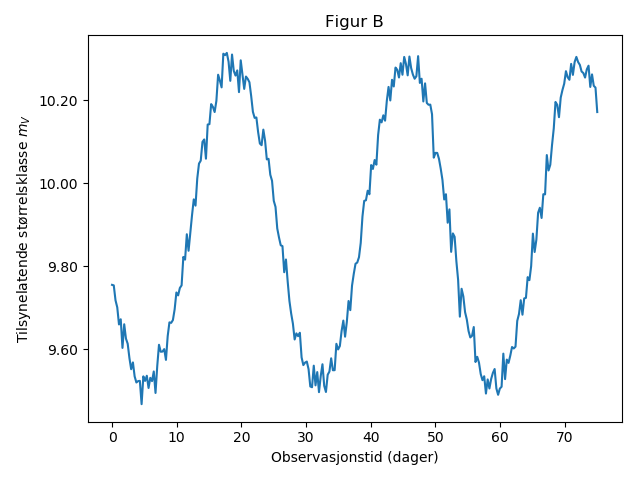 Figur B
Tilsynelatende størrelsklasse m_V
10.20
10.00
9.80
9.60
0 10 20 30 40 50 60 70
Observasjonstid (dager)